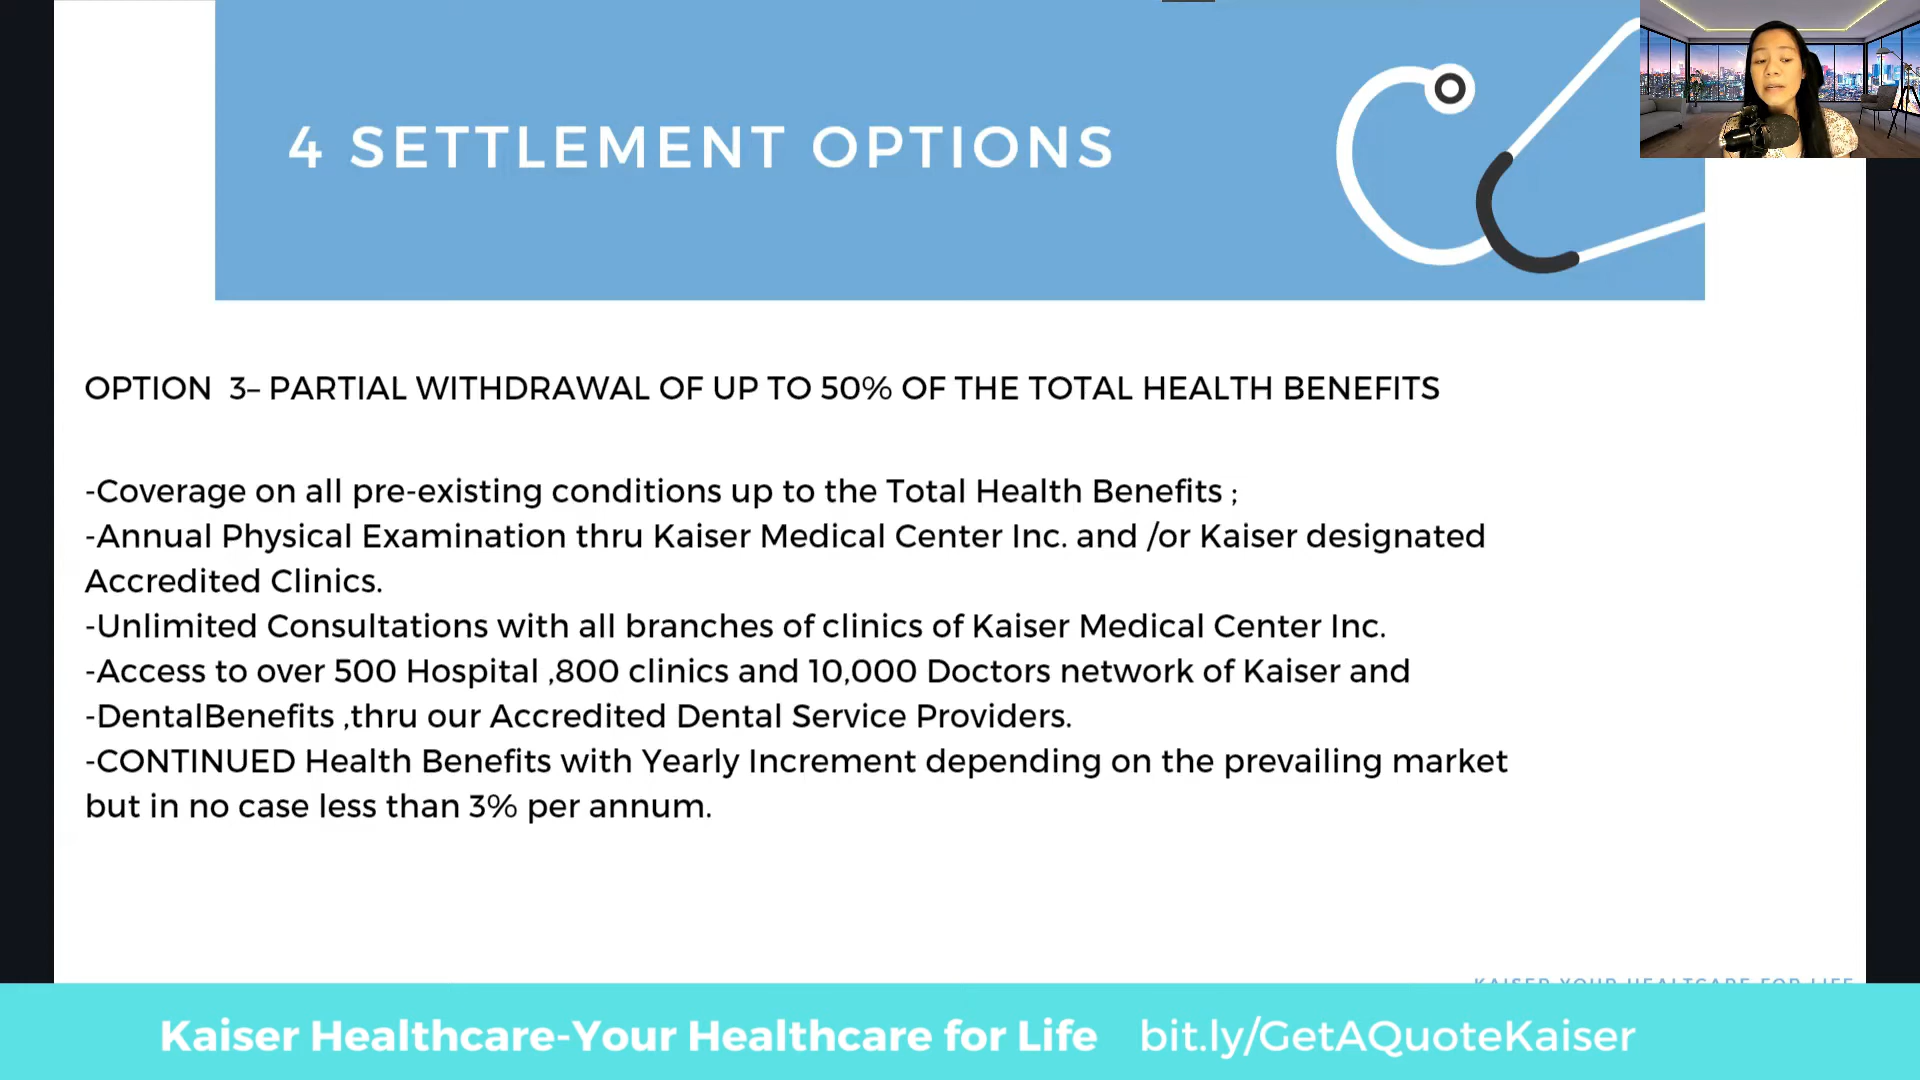 4 SETTLEMENT OPTIONS
OPTION 3– PARTIAL WITHDRAWAL OF UP TO 50% OF THE TOTAL HEALTH BENEFITS
-Coverage on all pre-existing conditions up to the Total Health Benefits ;
-Annual Physical Examination thru Kaiser Medical Center Inc. and /or Kaiser designated
Accredited Clinics.
-Unlimited Consultations with all branches of clinics of Kaiser Medical Center Inc.
-Access to over 500 Hospital ,800 clinics and 10,000 Doctors network of Kaiser and
-DentalBenefits ,thru our Accredited Dental Service Providers.
-CONTINUED Health Benefits with Yearly Increment depending on the prevailing market
but in no case less than 3% per annum.
KAISER YOUR HEALTCARE FOR LIFE
Kaiser Healthcare-Your Healthcare for Life bit.ly/GetAQuoteKaiser